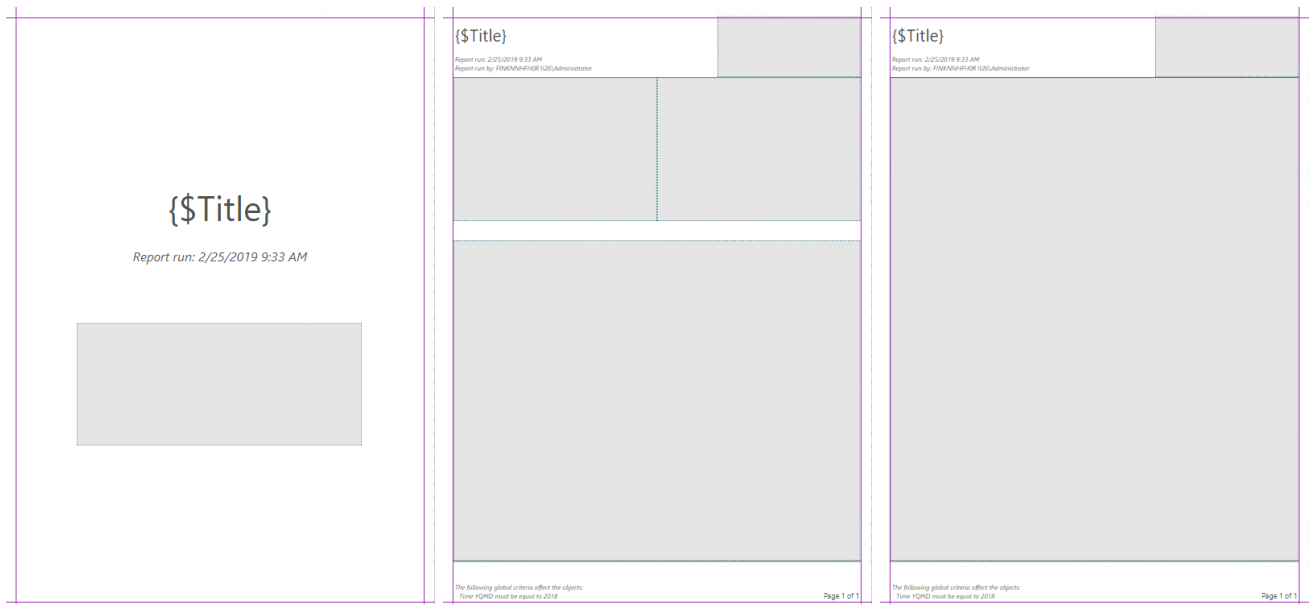 {$Title}
Report run: 2/25/2019 9:33 AM
{$Title}
Report run: 2/25/2019 9:33 AM
Report run by: FINKNNHFH0R1I26\Administrator
The following global criteria affect the objects:
- Time YQMD must be equal to 2018
Page 1 of 1
{$Title}
Report run: 2/25/2019 9:33 AM
Report run by: FINKNNHFH0R1I26\Administrator
The following global criteria affect the objects:
- Time YQMD must be equal to 2018
Page 1 of 1